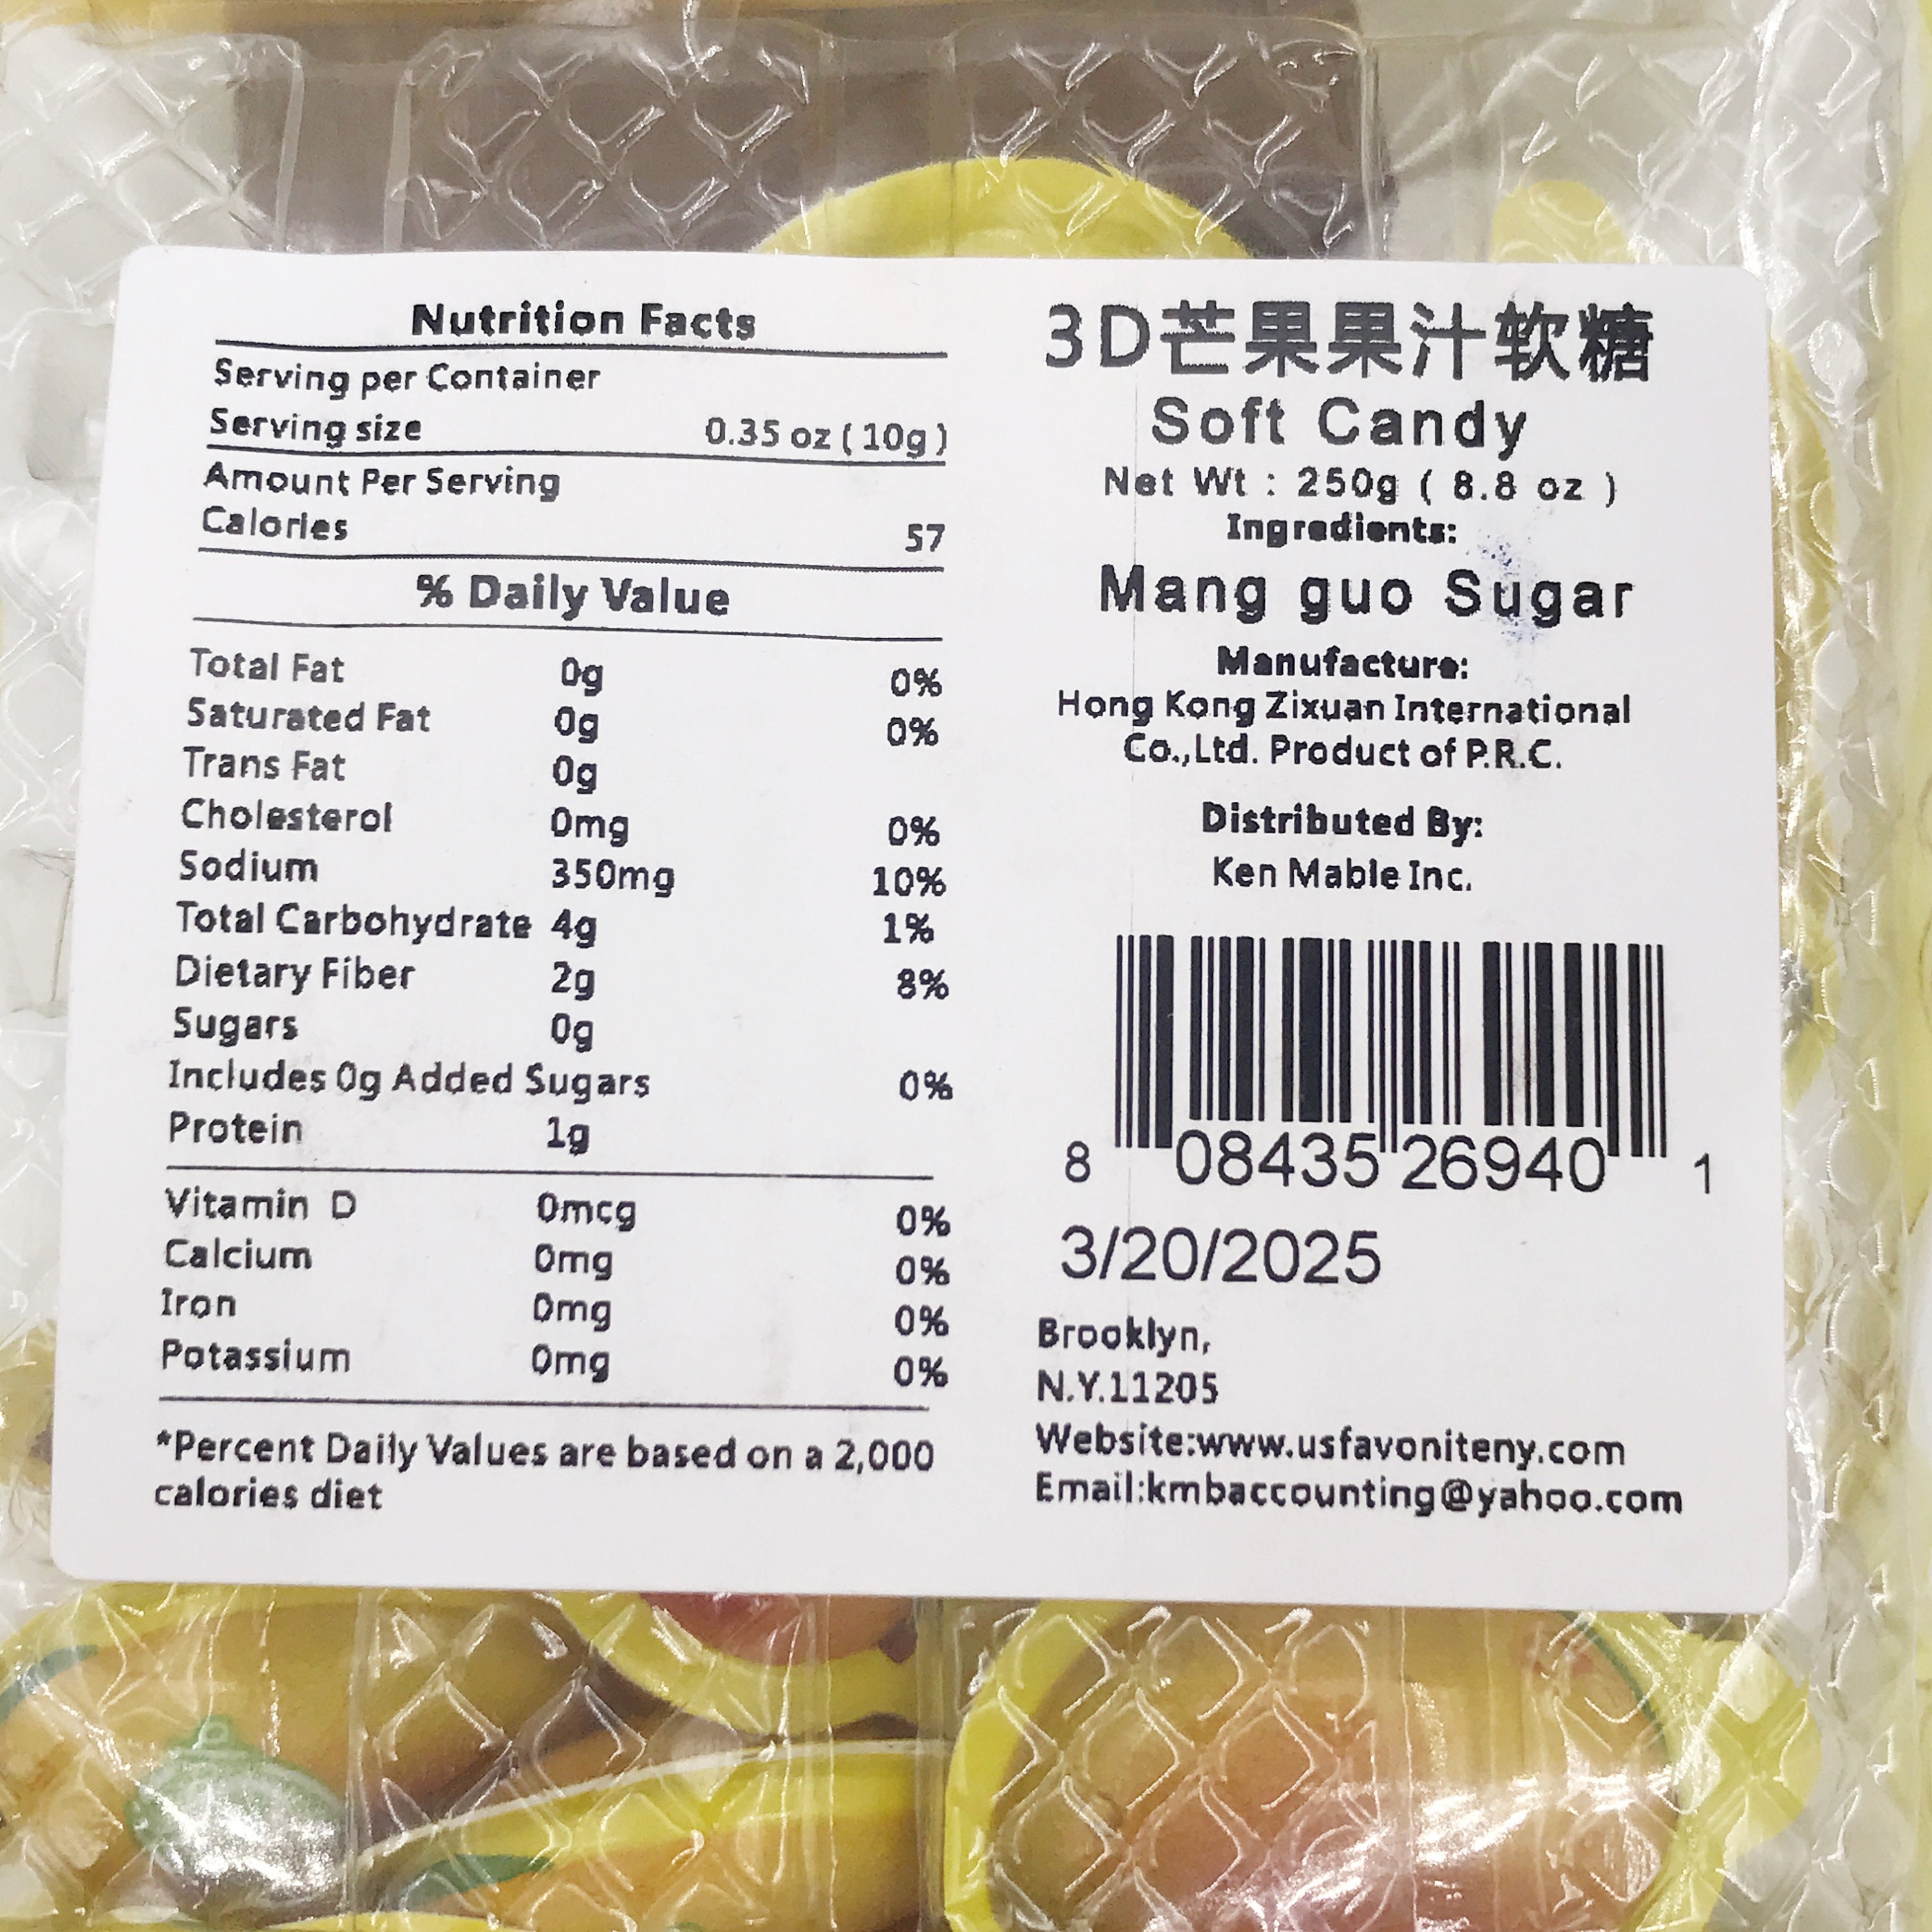 Nutrition Facts
Serving per Container
Serving size 0.35 oz ( 10g )
Amount Per Serving
Calories 57
% Daily Value
Total Fat 0g 0%
Saturated Fat 0g 0%
Trans Fat 0g
Cholesterol 0mg 0%
Sodium 350mg 10%
Total Carbohydrate 4g 1%
Dietary Fiber 2g 8%
Sugars 0g
Includes 0g Added Sugars 0%
Protein 1g
Vitamin D 0mcg 0%
Calcium 0mg 0%
Iron 0mg 0%
Potassium 0mg 0%
*Percent Daily Values are based on a 2,000
calories diet
3D芒果果汁软糖
Soft Candy
Net Wt : 250g ( 8.8 oz )
Ingredients:
Mang guo Sugar
Manufacture:
Hong Kong Zixuan International
Co.,Ltd. Product of P.R.C.
Distributed By:
Ken Mable Inc.
8 08435 26940 1
3/20/2025
Brooklyn,
N.Y.11205
Website:www.usfavoniteny.com
Email:kmbaccounting@yahoo.com